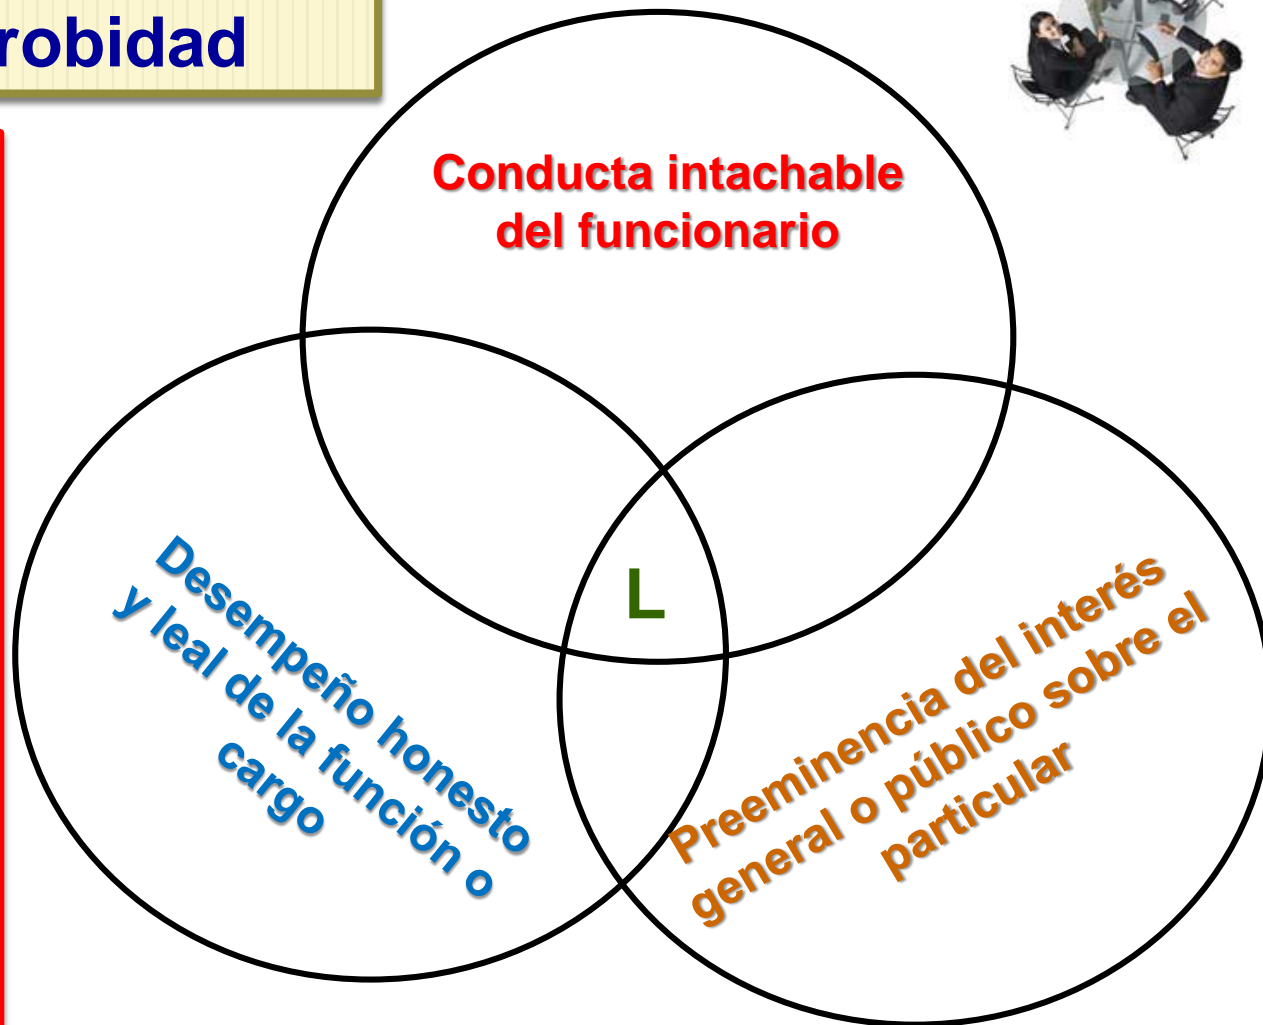 robidad
Conducta intachable
del funcionario
L
Desempeño honesto
y leal de la función o
cargo
Preeminencia del interés
general o público sobre el
particular